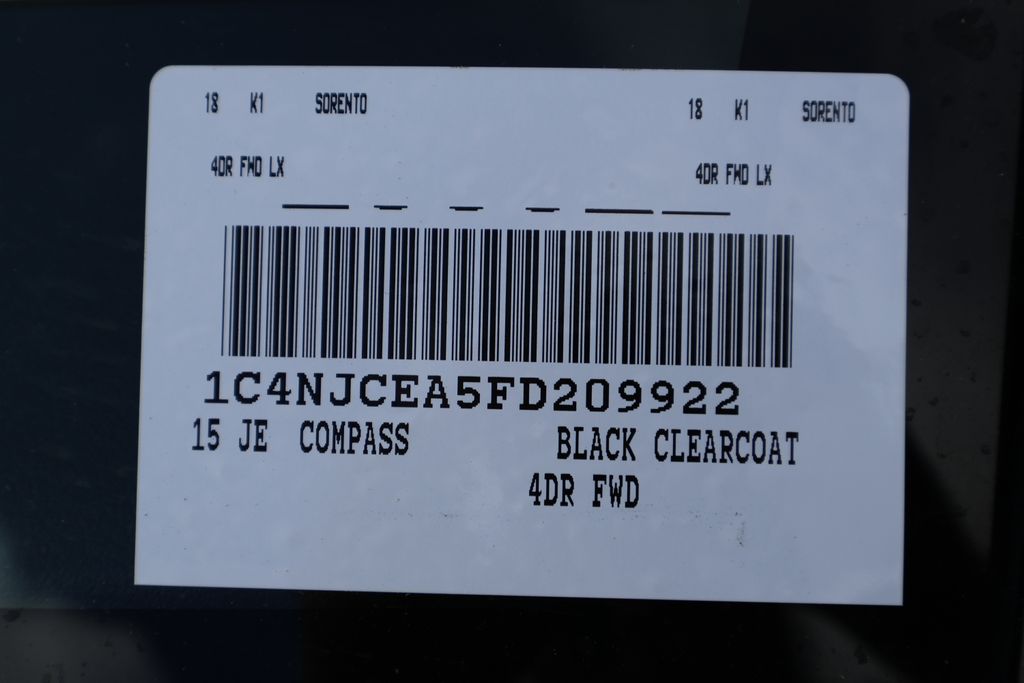 18 K1 SORENTO 18 K1 SORENTO
4DR FWD LX 4DR FWD LX
1C4NJCEA5FD209922
15 JE COMPASS BLACK CLEARCOAT
4DR FWD